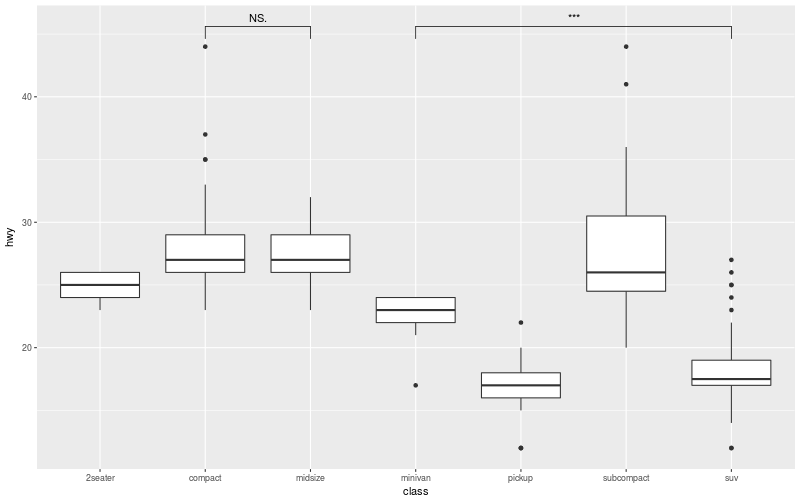 NS.
***
hwy
40
30
20
2seater compact midsize minivan pickup subcompact suv
class